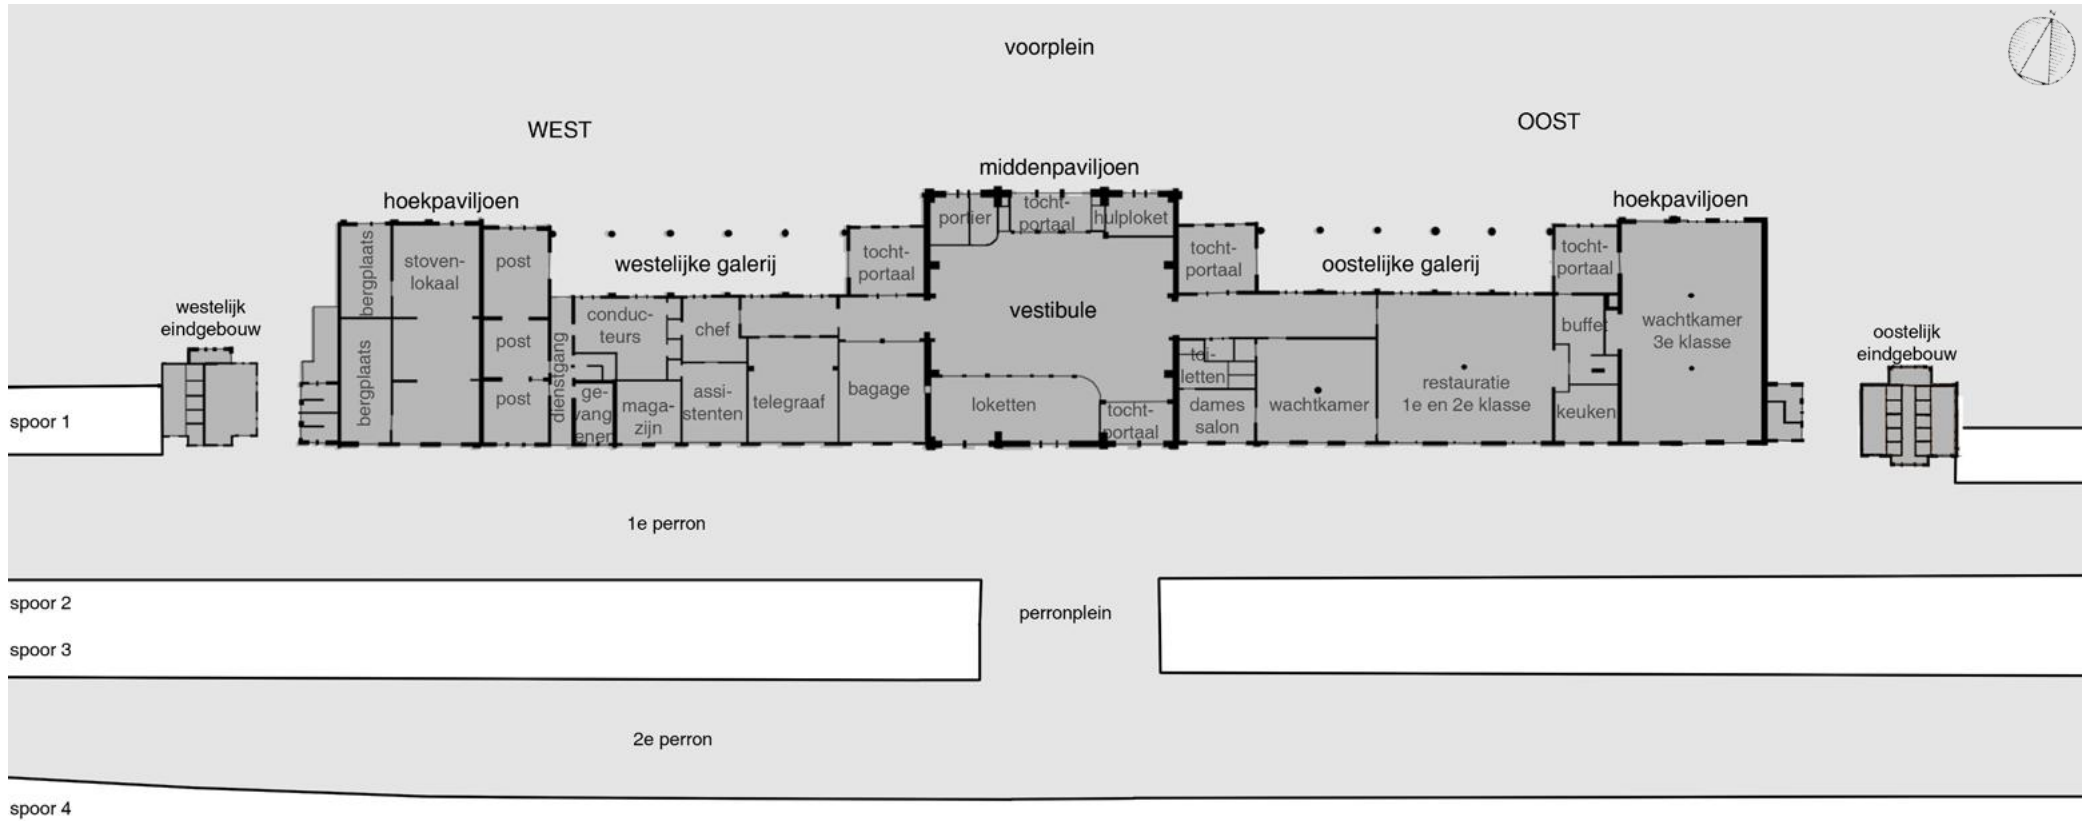 voorplein
WEST
OOST
middenpaviljoen
hoekpaviljoen
hoekpaviljoen
portier
tocht-
portaal
hulploket
bergplaats
stoven-
lokaal
post
westelijke galerij
tocht-
portaal
tocht-
portaal
oostelijke galerij
tocht-
portaal
westelijk
eindgebouw
conduc-
teurs
chef
vestibule
buffet
wachtkamer
3e klasse
oostelijk
eindgebouw
post
bergplaats
post
dienstgang
ge-
vang
enen
maga-
zijn
assi-
stenten
telegraaf
bagage
loketten
tocht-
portaal
toi-
letten
dames
salon
wachtkamer
restauratie
1e en 2e klasse
keuken
spoor 1
1e perron
spoor 2
perronplein
spoor 3
2e perron
spoor 4